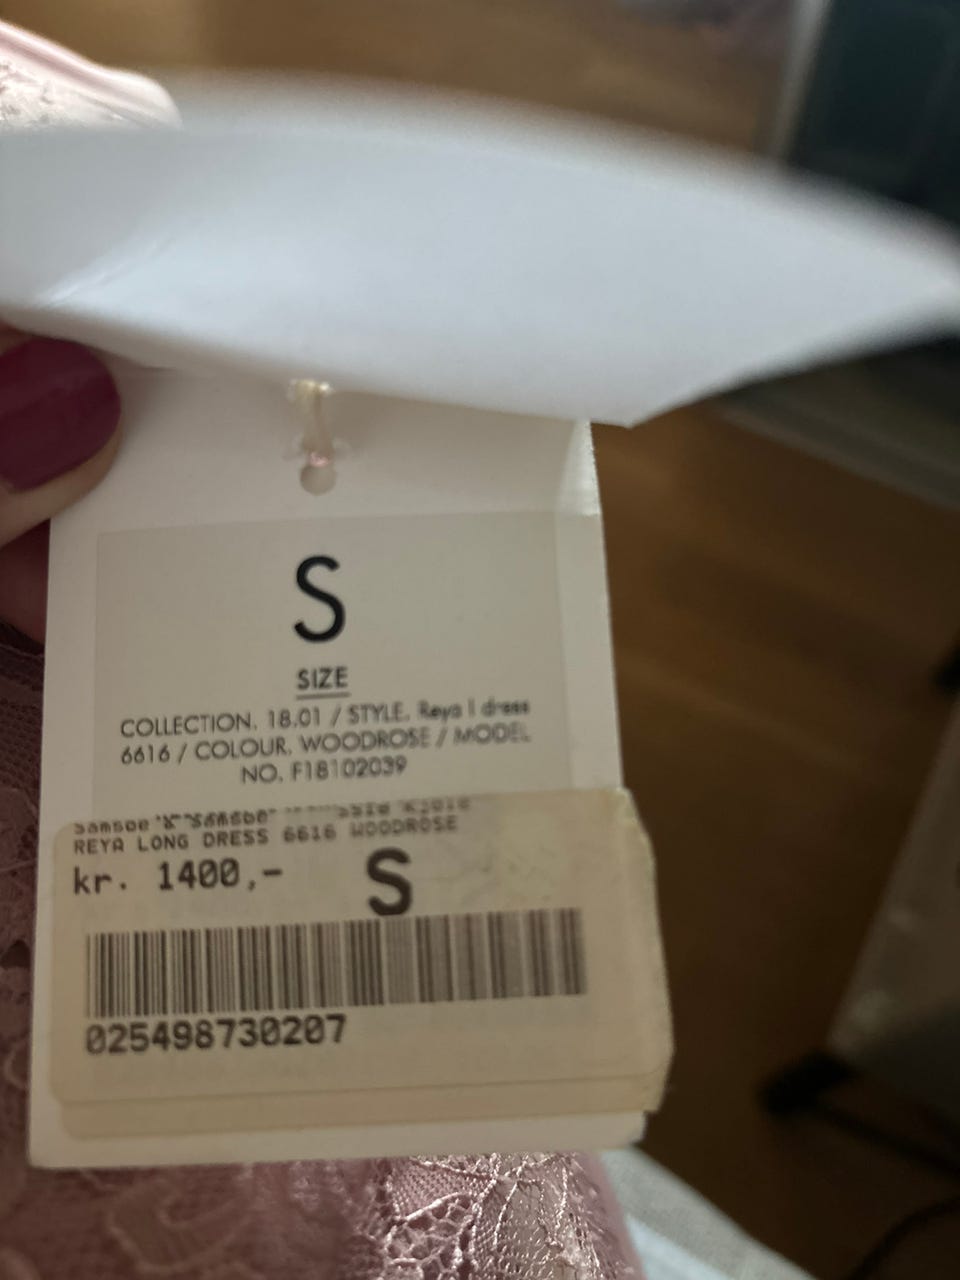 S
SIZE
COLLECTION. 18.01 / STYLE. Reya l dress
6616 / COLOUR. WOODROSE / MODEL
NO. F18102039
Samsøe
REYA LONG DRESS 6616 WOODROSE
kr. 1400,-
S
025498730207